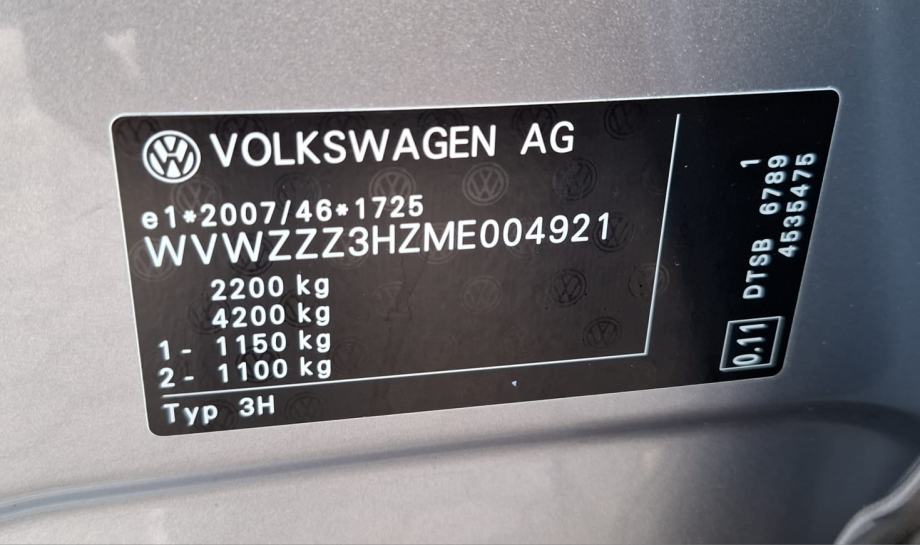 VOLKSWAGEN AG
e1*2007/46*1725
WVWZZZ3HZME004921
2200 kg
4200 kg
1- 1150 kg
2- 1100 kg
Typ 3H
0.11
DTSB 6789 1
4535475